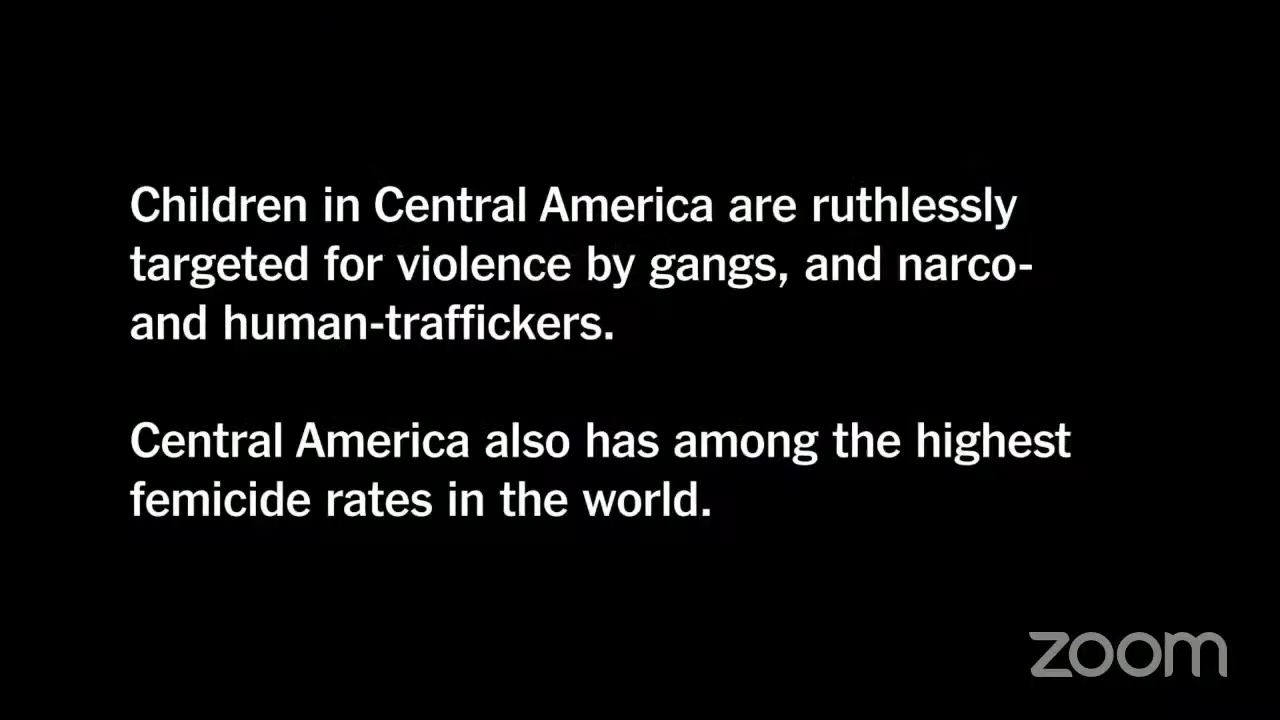 Children in Central America are ruthlessly
targeted for violence by gangs, and narco-
and human-traffickers.
Central America also has among the highest
femicide rates in the world.
zoom